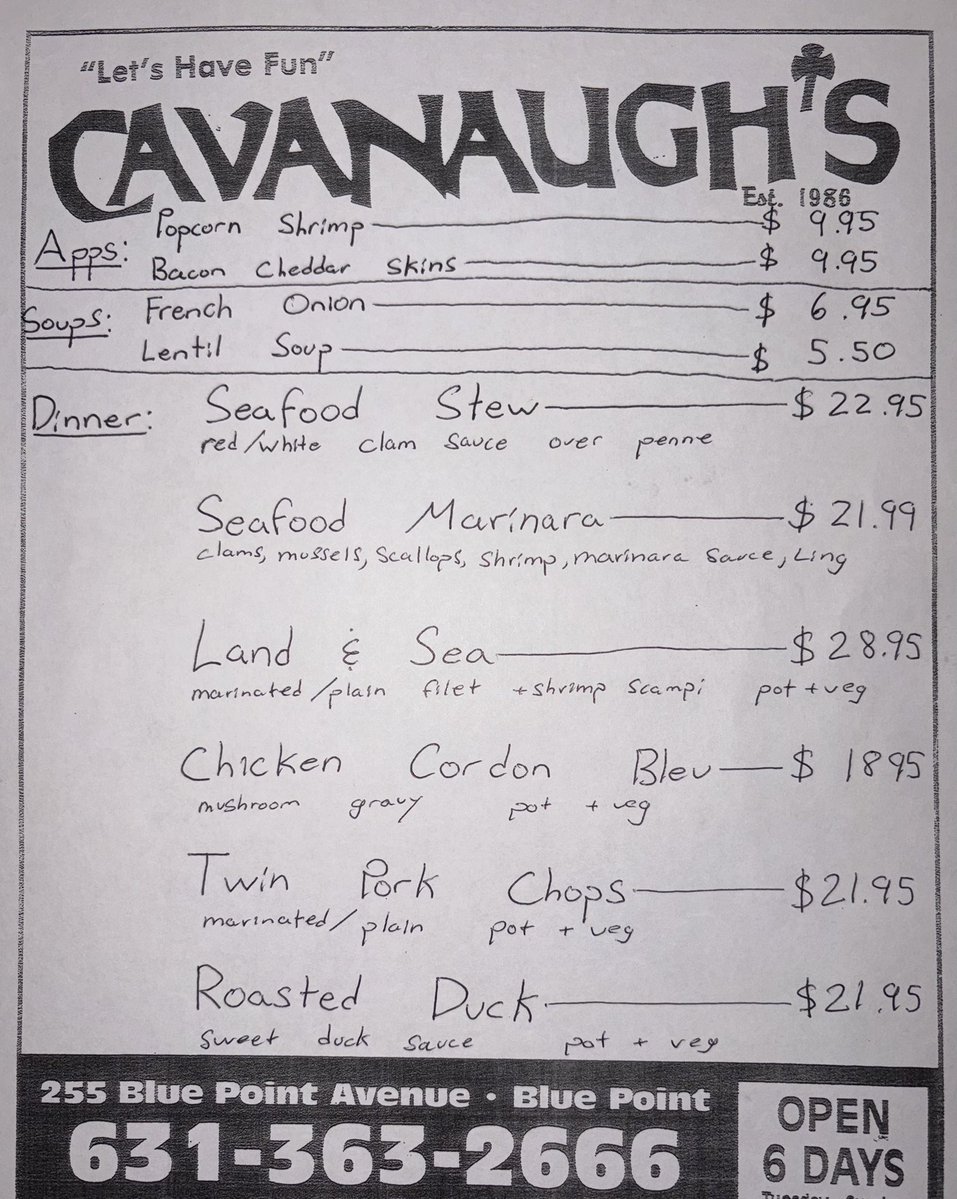 "Let's Have Fun"
CAVANAUGH'S
Est. 1986
Apps: Popcorn Shrimp $ 9.95
Bacon Cheddar Skins $ 9.95
Soups: French Onion $ 6.95
Lentil Soup $ 5.50
Dinner: Seafood Stew $ 22.95
red/white clam sauce over penne
Seafood Marinara $ 21.99
clams, mussels, scallops, shrimp, marinara sauce, Ling
Land & Sea $ 28.95
marinated/plain filet + shrimp scampi pot + veg
Chicken Cordon Bleu $ 1895
mushroom gravy pot + veg
Twin Pork Chops $21.95
marinated/plain pot + veg
Roasted Duck $21.95
sweet duck sauce pot + veg
255 Blue Point Avenue • Blue Point
631-363-2666
OPEN
6 DAYS